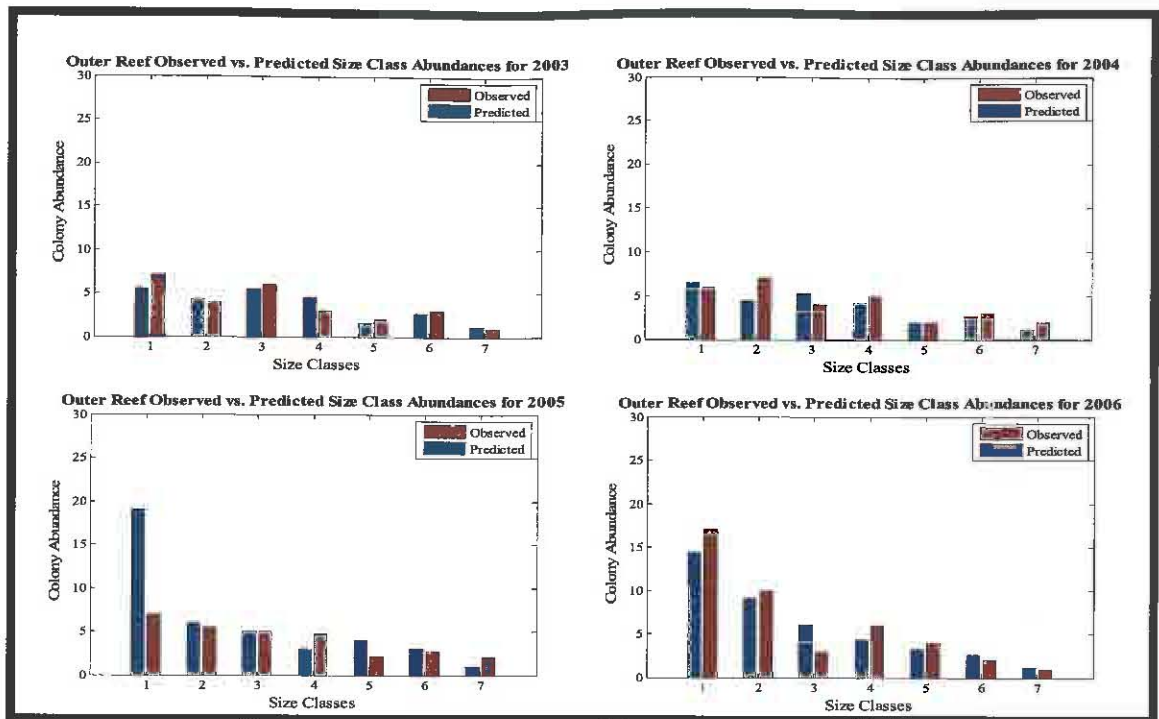 Outer Reef Observed vs. Predicted Size Class Abundances for 2003
30
25
20
15
10
5
0
Colony Abundance
Observed
Predicted
1 2 3 4 5 6 7
Size Classes
Outer Reef Observed vs. Predicted Size Class Abundances for 2004
30
25
20
15
10
5
0
Colony Abundance
Observed
Predicted
1 2 3 4 5 6 7
Size Classes
Outer Reef Observed vs. Predicted Size Class Abundances for 2005
30
25
20
15
10
5
0
Colony Abundance
Observed
Predicted
1 2 3 4 5 6 7
Size Classes
Outer Reef Observed vs. Predicted Size Class Abundances for 2006
30
25
20
15
10
5
0
Colony Abundance
Observed
Predicted
1 2 3 4 5 6 7
Size Classes